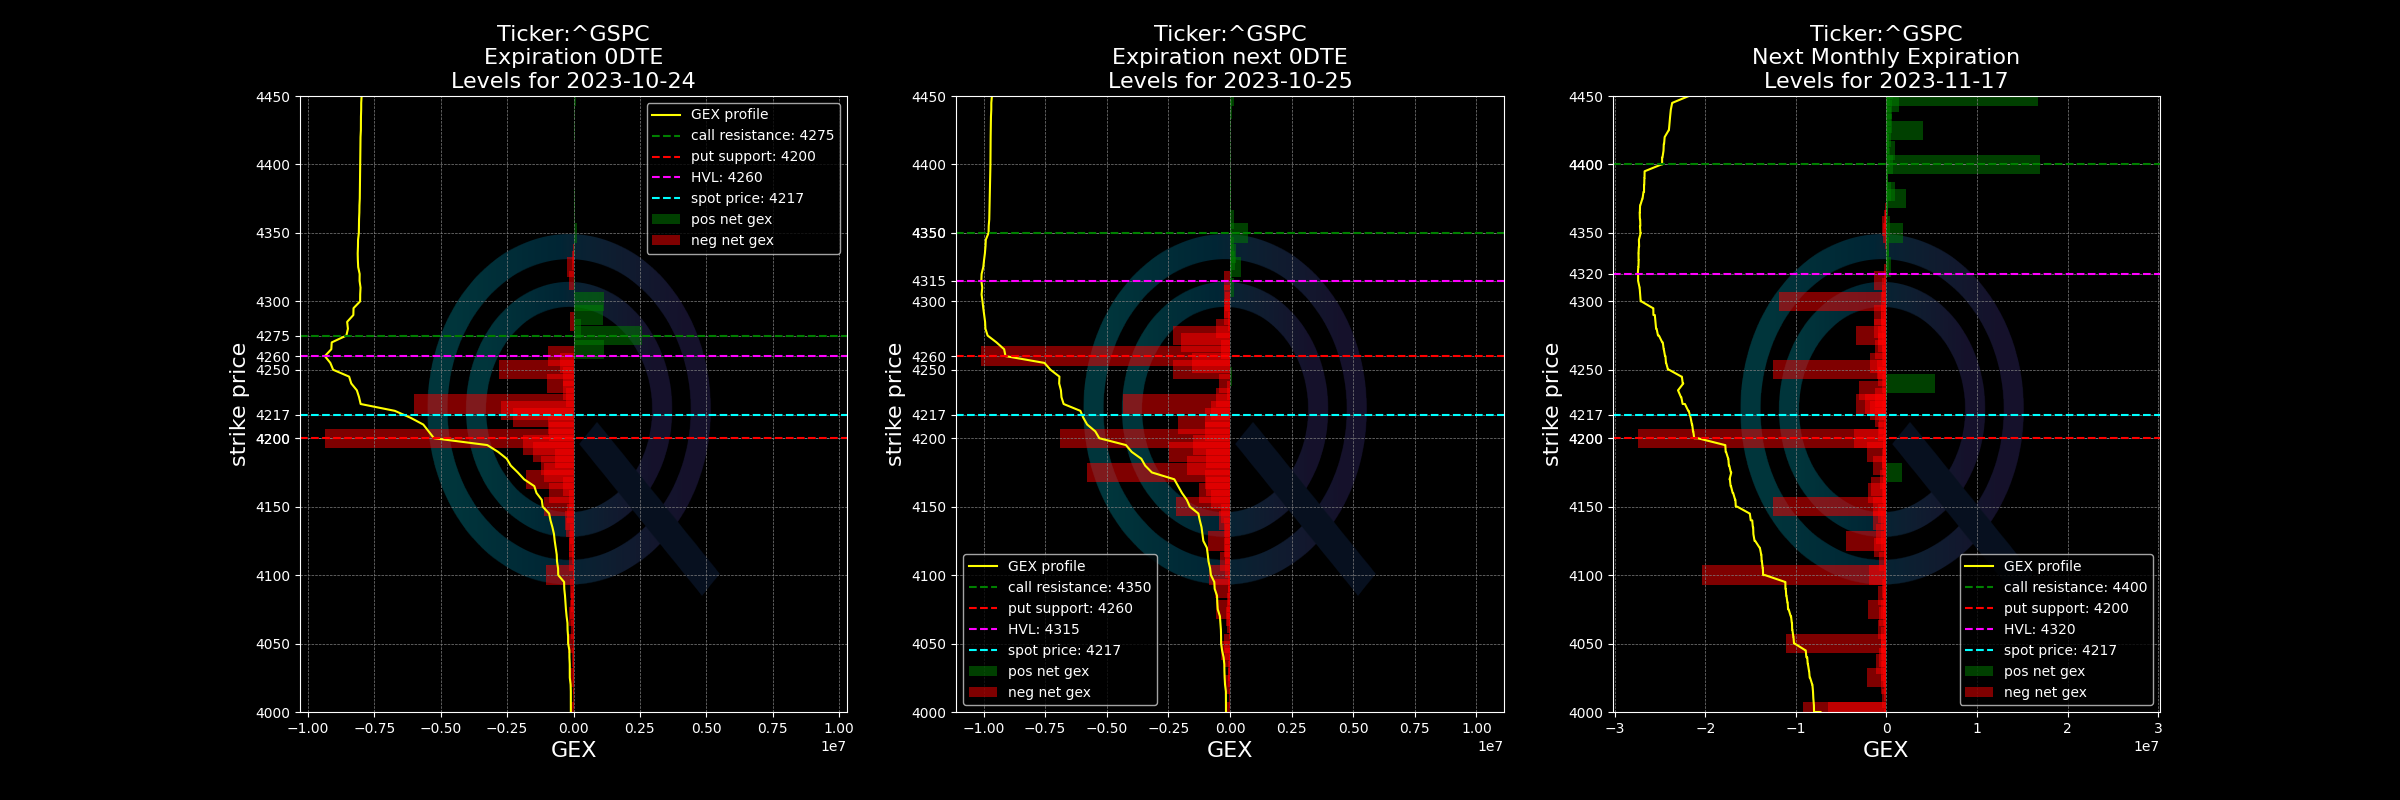 Ticker:^GSPC
Expiration 0DTE
Levels for 2023-10-24
4450
4400
4350
4300
4275
4260
4250
4217
4200
4150
4100
4050
4000
strike price
GEX profile
call resistance: 4275
put support: 4200
HVL: 4260
spot price: 4217
pos net gex
neg net gex
−1.00 −0.75 −0.50 −0.25 0.00 0.25 0.50 0.75 1.00
1e7
GEX
Ticker:^GSPC
Expiration next 0DTE
Levels for 2023-10-25
4450
4400
4350
4315
4300
4260
4250
4217
4200
4150
4100
4050
4000
strike price
GEX profile
call resistance: 4350
put support: 4260
HVL: 4315
spot price: 4217
pos net gex
neg net gex
−1.00 −0.75 −0.50 −0.25 0.00 0.25 0.50 0.75 1.00
1e7
GEX
Ticker:^GSPC
Next Monthly Expiration
Levels for 2023-11-17
4450
4400
4350
4320
4300
4250
4217
4200
4150
4100
4050
4000
strike price
GEX profile
call resistance: 4400
put support: 4200
HVL: 4320
spot price: 4217
pos net gex
neg net gex
−3 −2 −1 0 1 2 3
1e7
GEX